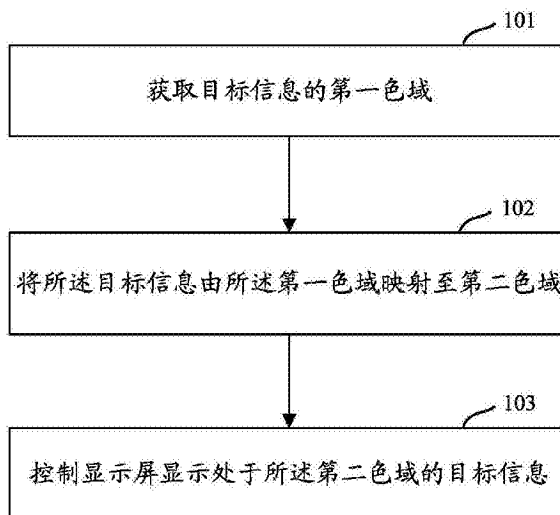 101
获取目标信息的第一色域
102
将所述目标信息由所述第一色域映射至第二色域
103
控制显示屏显示处于所述第二色域的目标信息